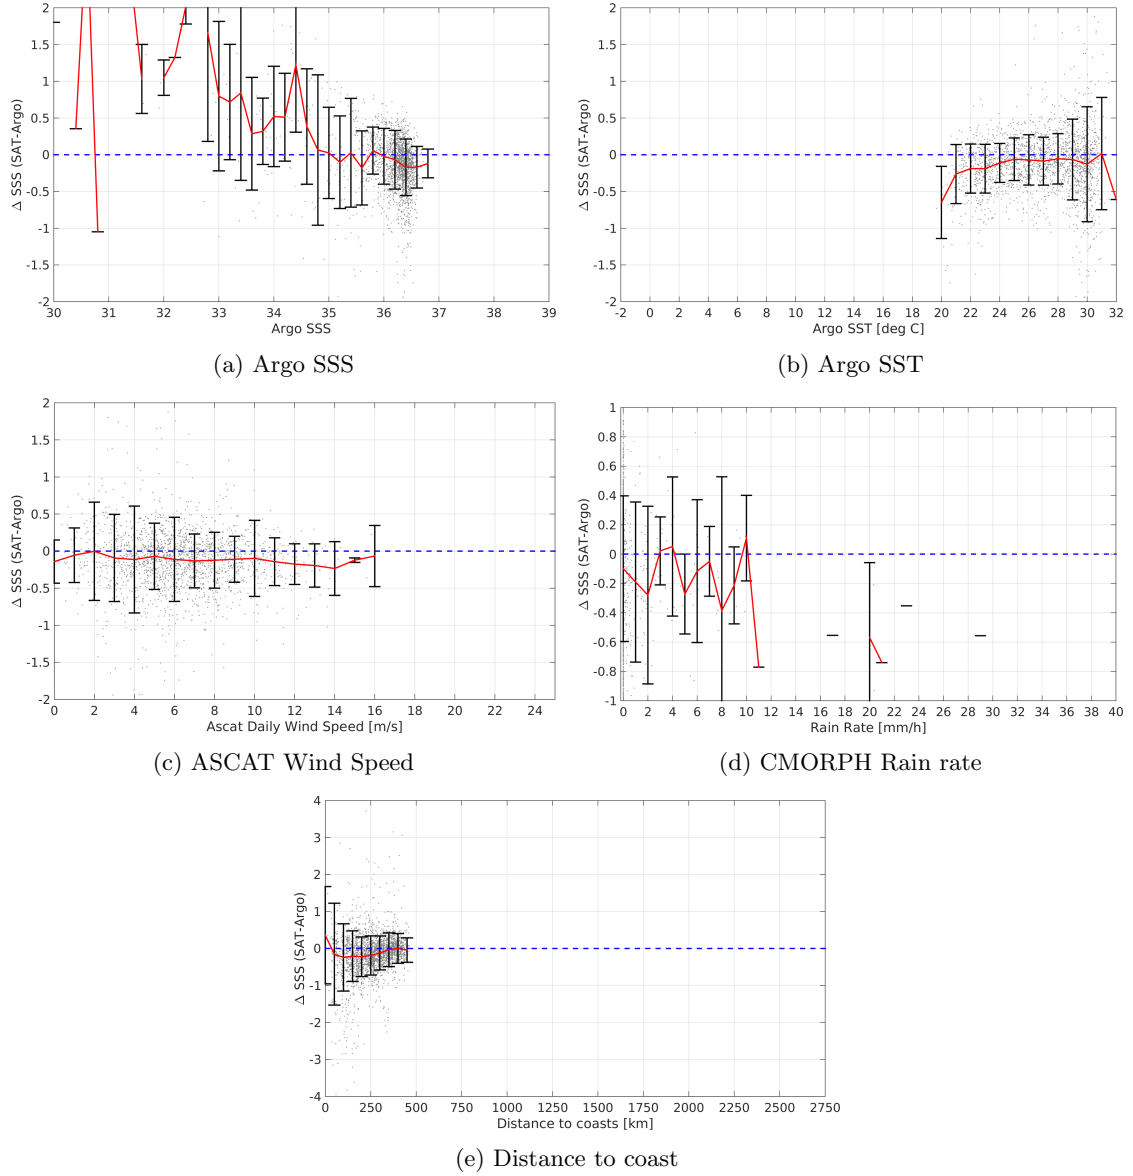 2
1.5
1
0.5
0
-0.5
-1
-1.5
-2
Δ SSS (SAT-Argo)
30 31 32 33 34 35 36 37 38 39
Argo SSS
(a) Argo SSS
2
1.5
1
0.5
0
-0.5
-1
-1.5
-2
Δ SSS (SAT-Argo)
-2 0 2 4 6 8 10 12 14 16 18 20 22 24 26 28 30 32
Argo SST [deg C]
(b) Argo SST
2
1.5
1
0.5
0
-0.5
-1
-1.5
-2
Δ SSS (SAT-Argo)
0 2 4 6 8 10 12 14 16 18 20 22 24
Ascat Daily Wind Speed [m/s]
(c) ASCAT Wind Speed
1
0.8
0.6
0.4
0.2
0
-0.2
-0.4
-0.6
-0.8
-1
Δ SSS (SAT-Argo)
0 2 4 6 8 10 12 14 16 18 20 22 24 26 28 30 32 34 36 38 40
Rain Rate [mm/h]
(d) CMORPH Rain rate
4
3
2
1
0
-1
-2
-3
-4
Δ SSS (SAT-Argo)
0 250 500 750 1000 1250 1500 1750 2000 2250 2500 2750
Distance to coasts [km]
(e) Distance to coast